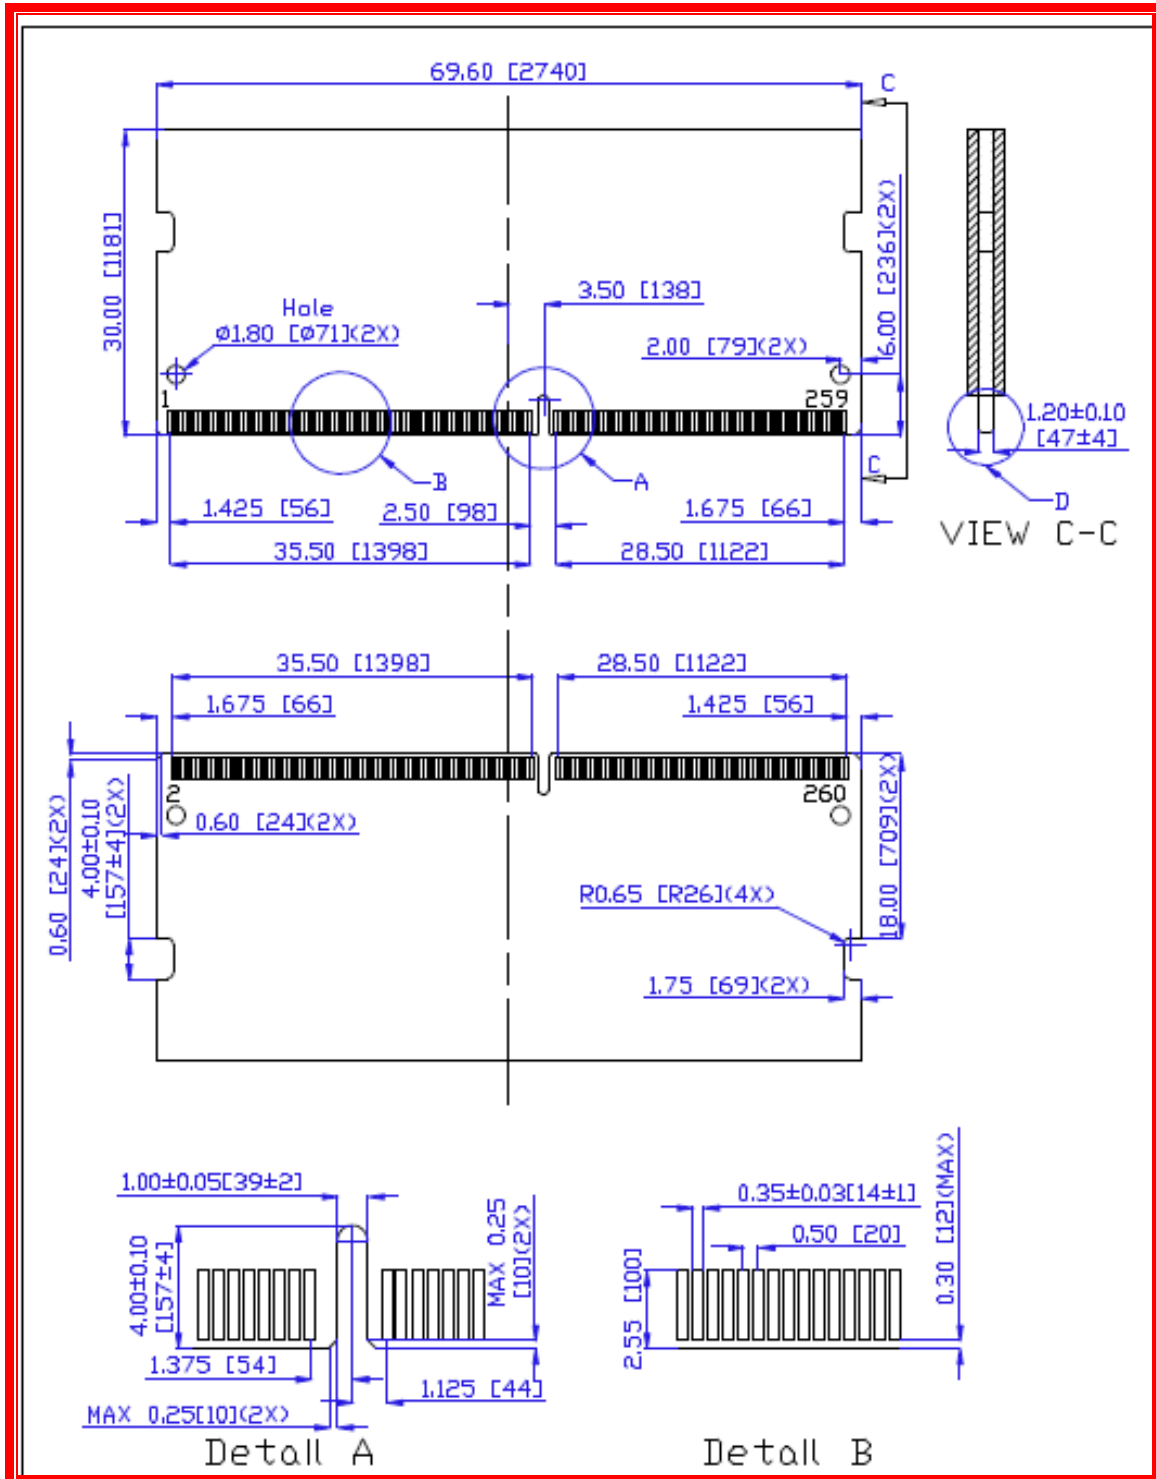 69.60 [2740]
C
30.00 [1181]
6.00 [236](2X)
3.50 [138]
Hole
ø1.80 [ø71](2X)
2.00 [79](2X)
1
259
1.20±0.10
[47±4]
B
A
C
D
1.425 [56]
2.50 [98]
1.675 [66]
VIEW C-C
35.50 [1398]
28.50 [1122]
35.50 [1398]
28.50 [1122]
1.675 [66]
1.425 [56]
2
260
0.60 [24](2X)
4.00±0.10
[157±4](2X)
0.60 [24](2X)
18.00 [709](2X)
R0.65 [R26](4X)
1.75 [69](2X)
1.00±0.05[39±2]
4.00±0.10
[157±4]
MAX 0.25
[10](2X)
0.35±0.03[14±1]
0.50 [20]
0.30 [12](MAX)
2.55 [100]
1.375 [54]
1.125 [44]
MAX 0.25[10](2X)
Detail A
Detail B